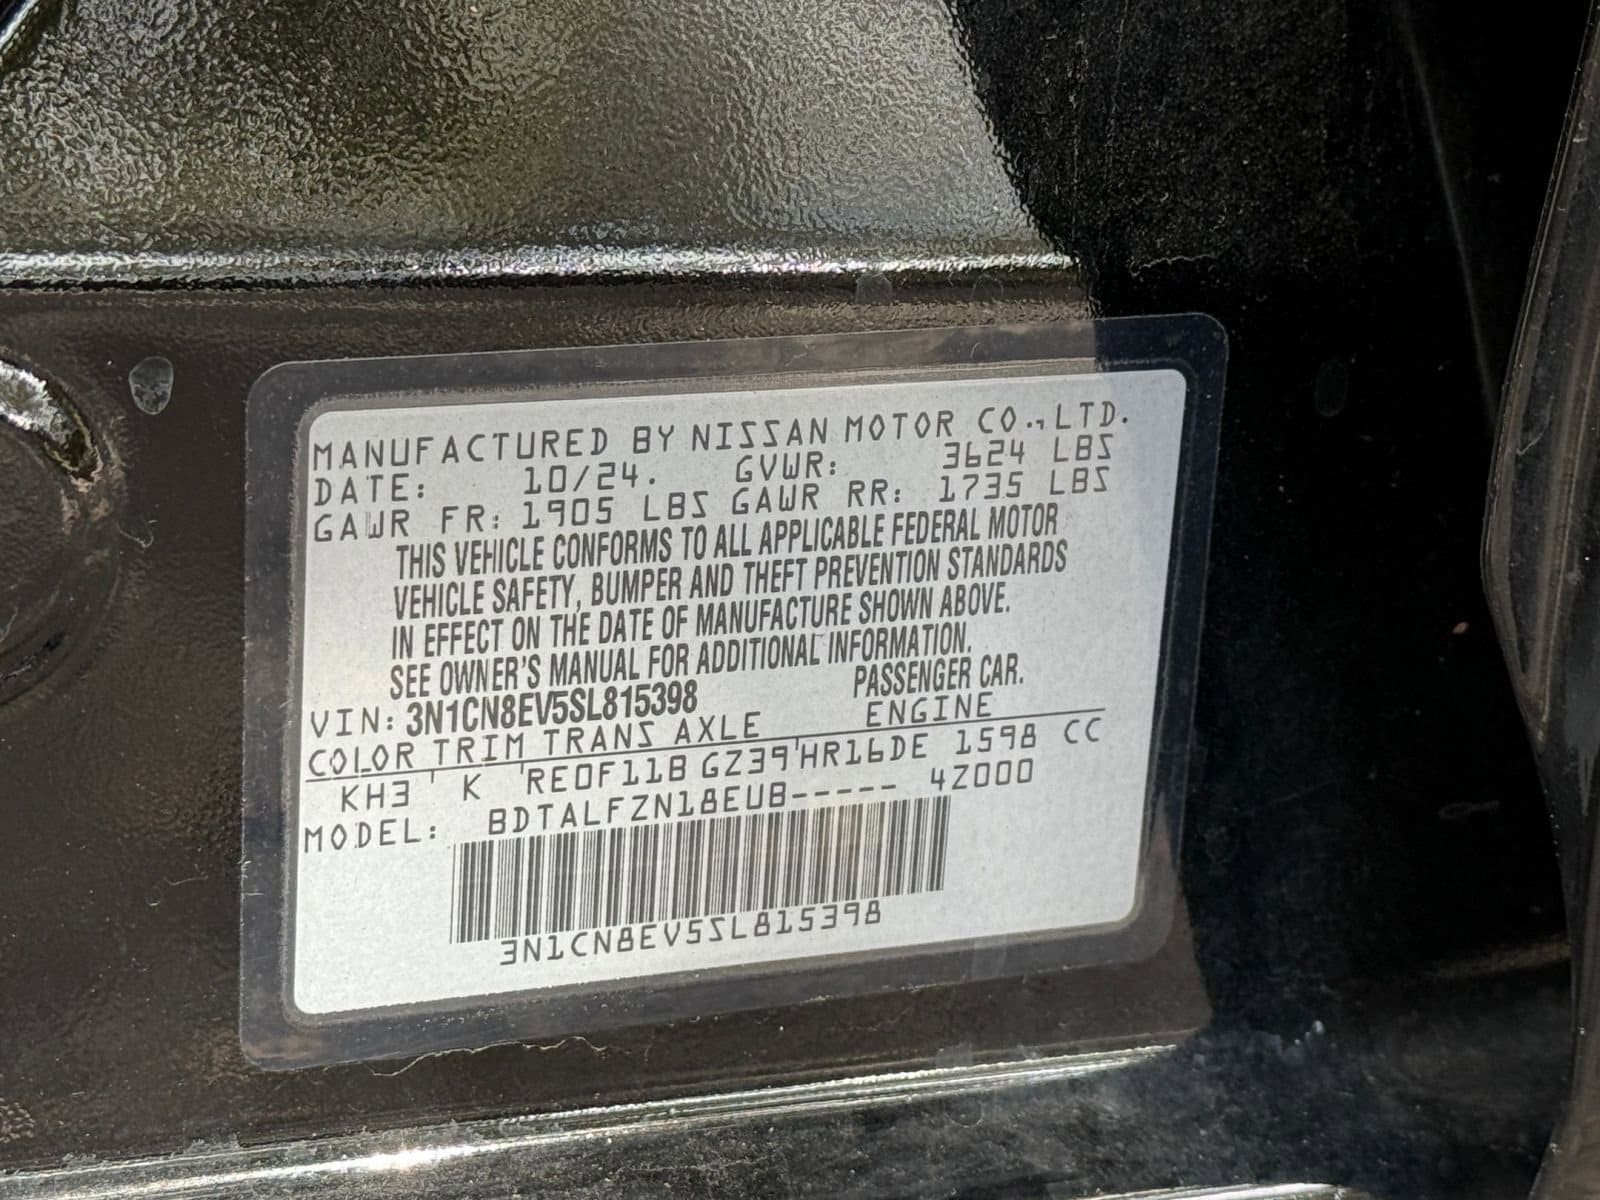 MANUFACTURED BY NISSAN MOTOR CO., LTD.
DATE: 10/24. GVWR: 3624 LBS
GAWR FR: 1905 LBS GAWR RR: 1735 LBS
THIS VEHICLE CONFORMS TO ALL APPLICABLE FEDERAL MOTOR
VEHICLE SAFETY, BUMPER AND THEFT PREVENTION STANDARDS
IN EFFECT ON THE DATE OF MANUFACTURE SHOWN ABOVE.
SEE OWNER'S MANUAL FOR ADDITIONAL INFORMATION.
VIN: 3N1CN8EV5SL815398 PASSENGER CAR.
COLOR TRIM TRANS AXLE ENGINE
KH3 K RE0F11B GZ39 HR16DE 1598 CC
MODEL: BDTALFZN18EUB----- 4Z000
3N1CN8EV5SL815398